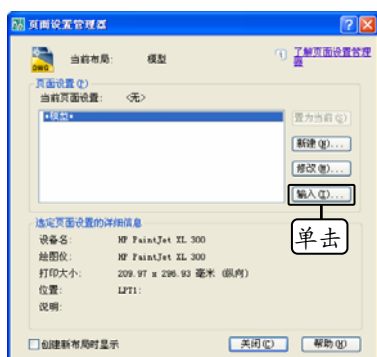 页面设置管理器
DWG
当前布局: 模型
了解页面设置管理器
页面设置(P)
当前页面设置: <无>
*模型*
置为当前(S)
新建(N)...
修改(M)...
输入(I)...
单击
选定页面设置的详细信息
设备名: HP PaintJet XL 300
绘图仪: HP PaintJet XL 300
打印大小: 209.97 x 296.93 毫米 (纵向)
位置: LPT1:
说明:
创建新布局时显示
关闭(C)
帮助(H)